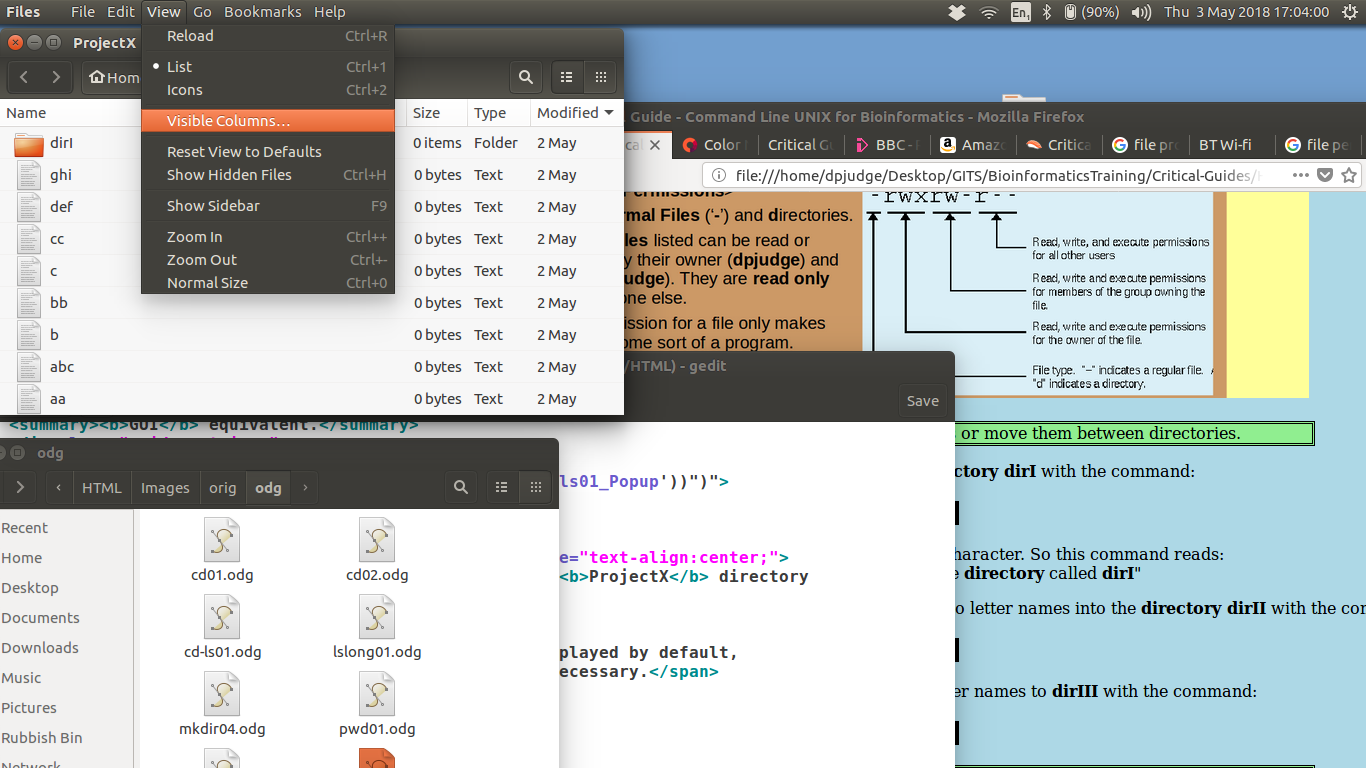 Files File Edit View Go Bookmarks Help En1 (90%) Thu 3 May 2018 17:04:00
ProjectX
Reload Ctrl+R
List Ctrl+1
Icons Ctrl+2
Visible Columns…
Reset View to Defaults
Show Hidden Files Ctrl+H
Show Sidebar F9
Zoom In Ctrl++
Zoom Out Ctrl+-
Normal Size Ctrl+0
Name Size Type Modified
dirI 0 items Folder 2 May
ghi 0 bytes Text 2 May
def 0 bytes Text 2 May
cc 0 bytes Text 2 May
c 0 bytes Text 2 May
bb 0 bytes Text 2 May
b 0 bytes Text 2 May
abc 0 bytes Text 2 May
aa 0 bytes Text 2 May
Guide - Command Line UNIX for Bioinformatics - Mozilla Firefox
Color Critical BBC - Amaz Critica file pr BT Wi-fi file pe
file:///home/dpjudge/Desktop/GITS/BioinformaticsTraining/Critical-Guides/
-rwxrw-r--
Files ('-') and directories.
listed can be read or
their owner (dpjudge) and
They are read only
else.
for a file only makes
some sort of a program.
Read, write, and execute permissions
for all other users
Read, write, and execute permissions
for members of the group owning the
file.
Read, write and execute permissions
for the owner of the file.
File type. "–" indicates a regular file.
"d" indicates a directory.
/HTML) - gedit
Save
<summary><b>GUI</b> equivalent.</summary>
ls01_Popup'))")">
e="text-align:center;">
<b>ProjectX</b> directory
played by default,
ecessary.</span>
odg
HTML Images orig odg
Recent
Home
Desktop
Documents
Downloads
Music
Pictures
Rubbish Bin
Network
cd01.odg cd02.odg
cd-ls01.odg lslong01.odg
mkdir04.odg pwd01.odg
or move them between directories.
dirI with the command:
So this command reads:
directory called dirI"
letter names into the directory dirII with the
names to dirIII with the command: